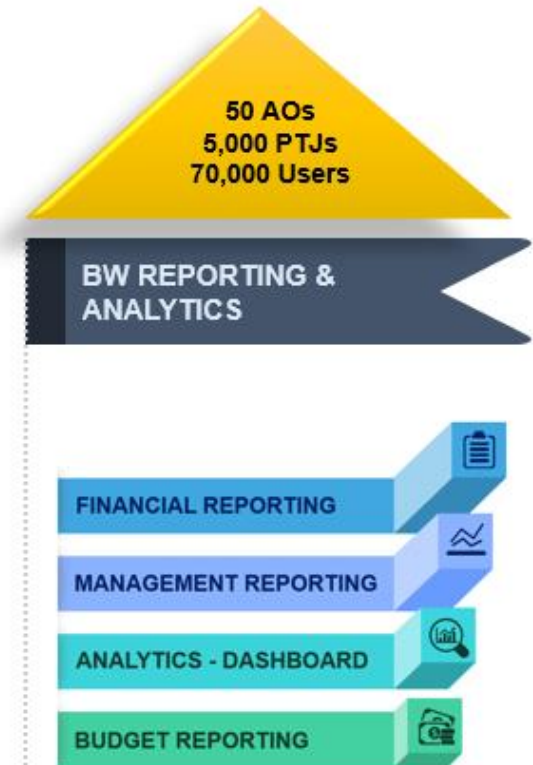 50 AOs
5,000 PTJs
70,000 Users
BW REPORTING &
ANALYTICS
FINANCIAL REPORTING
MANAGEMENT REPORTING
ANALYTICS - DASHBOARD
BUDGET REPORTING